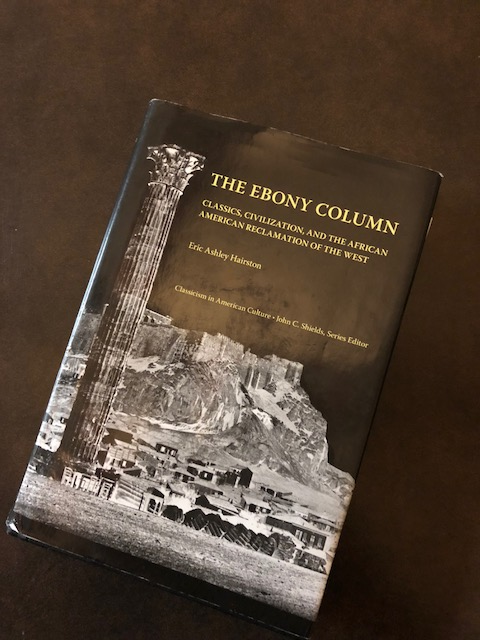 THE EBONY COLUMN
CLASSICS, CIVILIZATION, AND THE AFRICAN
AMERICAN RECLAMATION OF THE WEST
Eric Ashley Hairston
Classicism in American Culture • John C. Shields, Series Editor